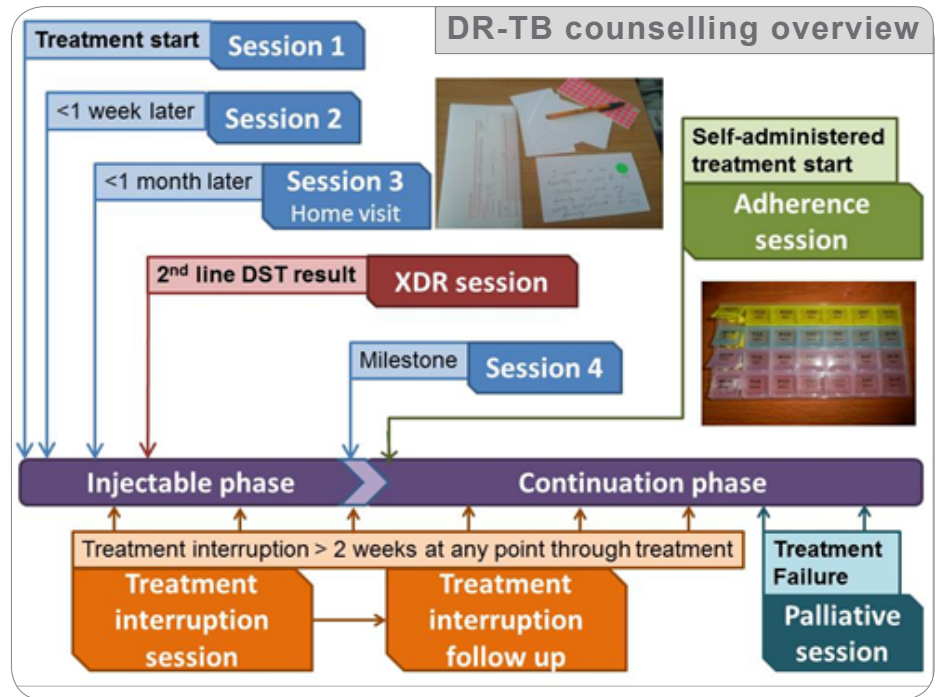 DR-TB counselling overview
Treatment start
Session 1
<1 week later
Session 2
<1 month later
Session 3
Home visit
2nd line DST result
XDR session
Milestone
Session 4
Self-administered
treatment start
Adherence
session
Injectable phase
Continuation phase
Treatment interruption > 2 weeks at any point through treatment
Treatment
interruption
session
Treatment
interruption
follow up
Treatment
Failure
Palliative
session